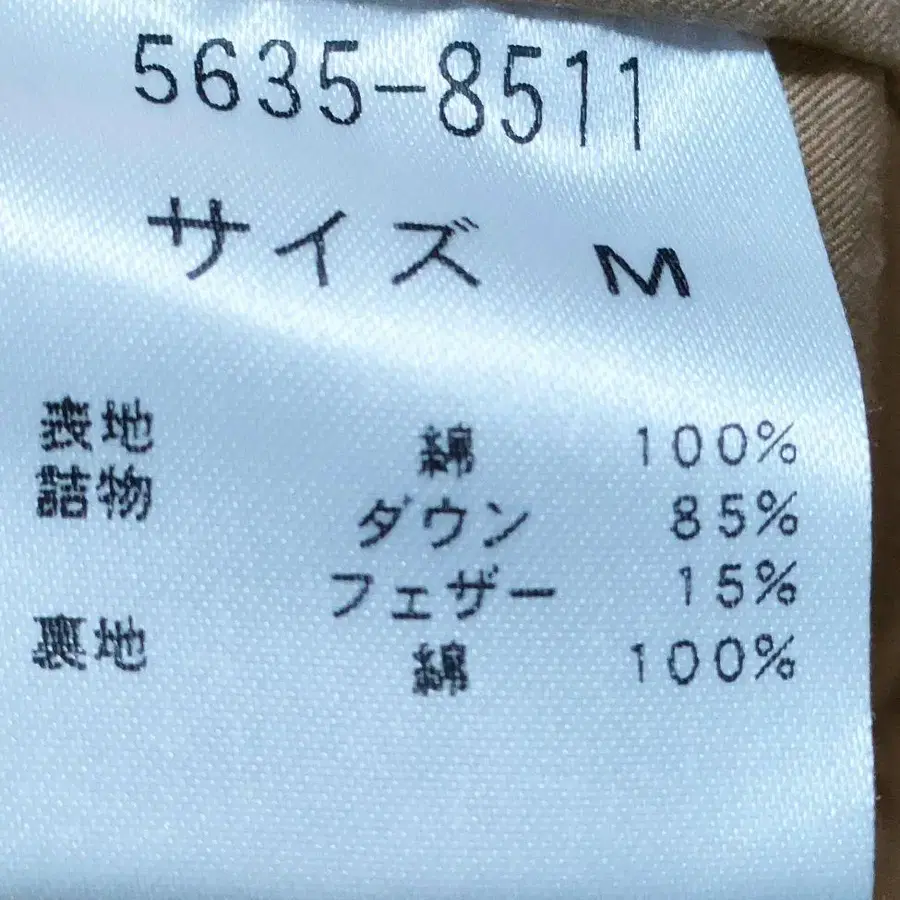 5635-8511
サイズ M
表地 綿 100%
詰物 ダウン 85%
フェザー 15%
裏地 綿 100%